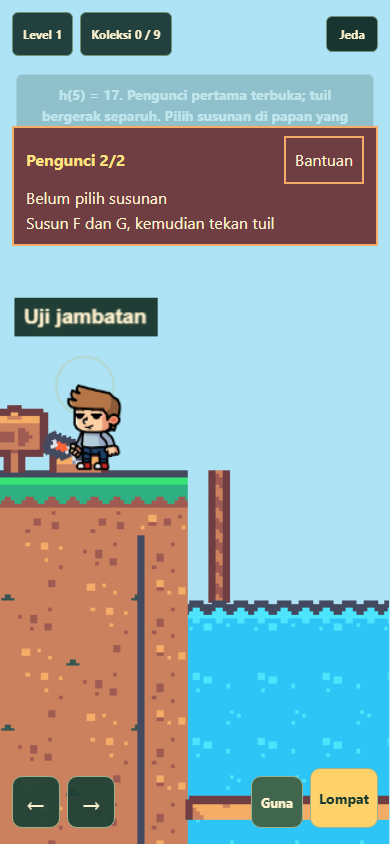 Level 1
Koleksi 0 / 9
Jeda
h(5) = 17. Pengunci pertama terbuka; tuil
bergerak separuh. Pilih susunan di papan yang
Pengunci 2/2
Bantuan
Belum pilih susunan
Susun F dan G, kemudian tekan tuil
Uji jambatan
←
→
Guna
Lompat